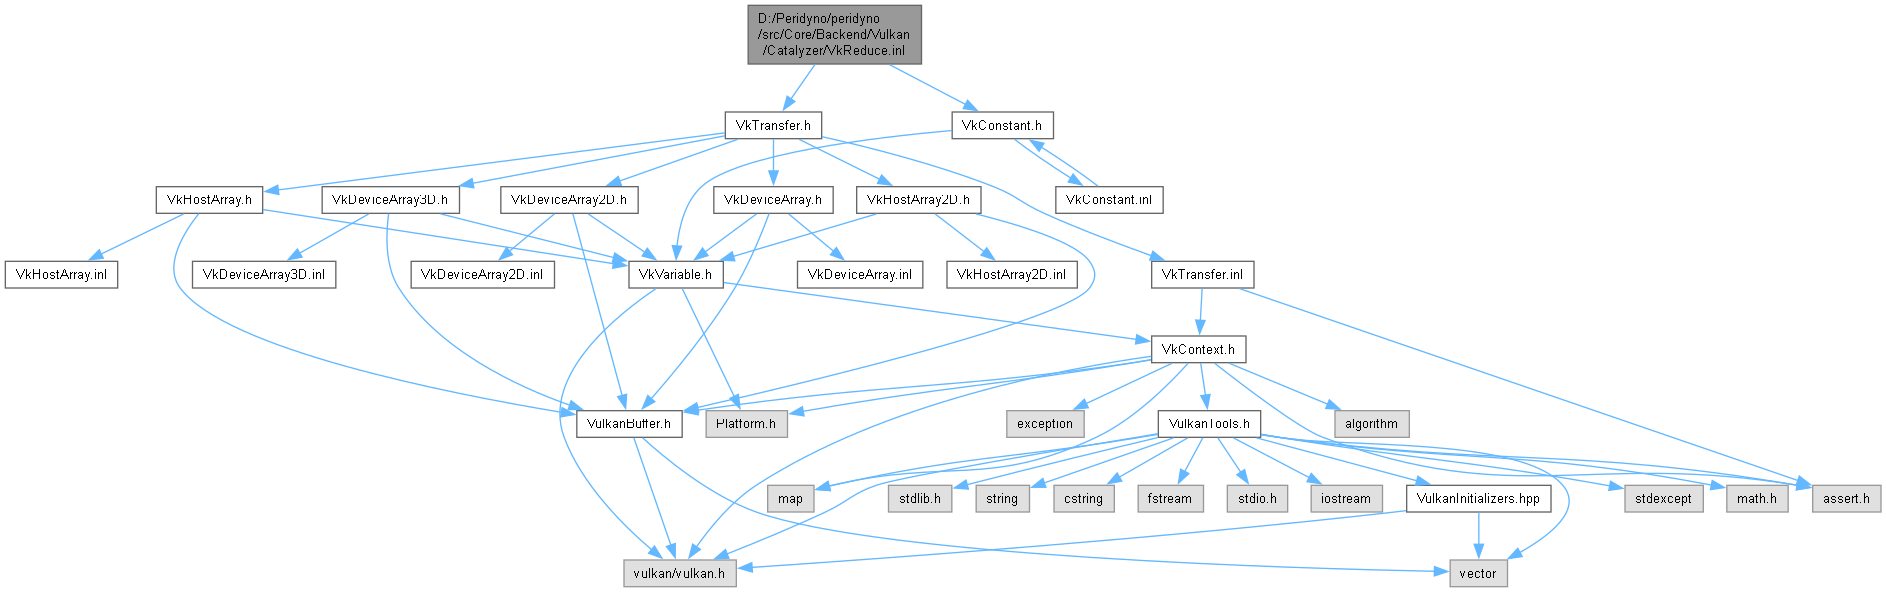 D:/Peridyno/peridyno
/src/Core/Backend/Vulkan
/Catalyzer/VkReduce.inl
VkTransfer.h
VkConstant.h
VkHostArray.h
VkDeviceArray3D.h
VkDeviceArray2D.h
VkDeviceArray.h
VkHostArray2D.h
VkConstant.inl
VkHostArray.inl
VkDeviceArray3D.inl
VkDeviceArray2D.inl
VkVariable.h
VkDeviceArray.inl
VkHostArray2D.inl
VkTransfer.inl
VkContext.h
VulkanBuffer.h
Platform.h
exception
VulkanTools.h
algorithm
map
stdlib.h
string
cstring
fstream
stdio.h
iostream
VulkanInitializers.hpp
stdexcept
math.h
assert.h
vulkan/vulkan.h
vector